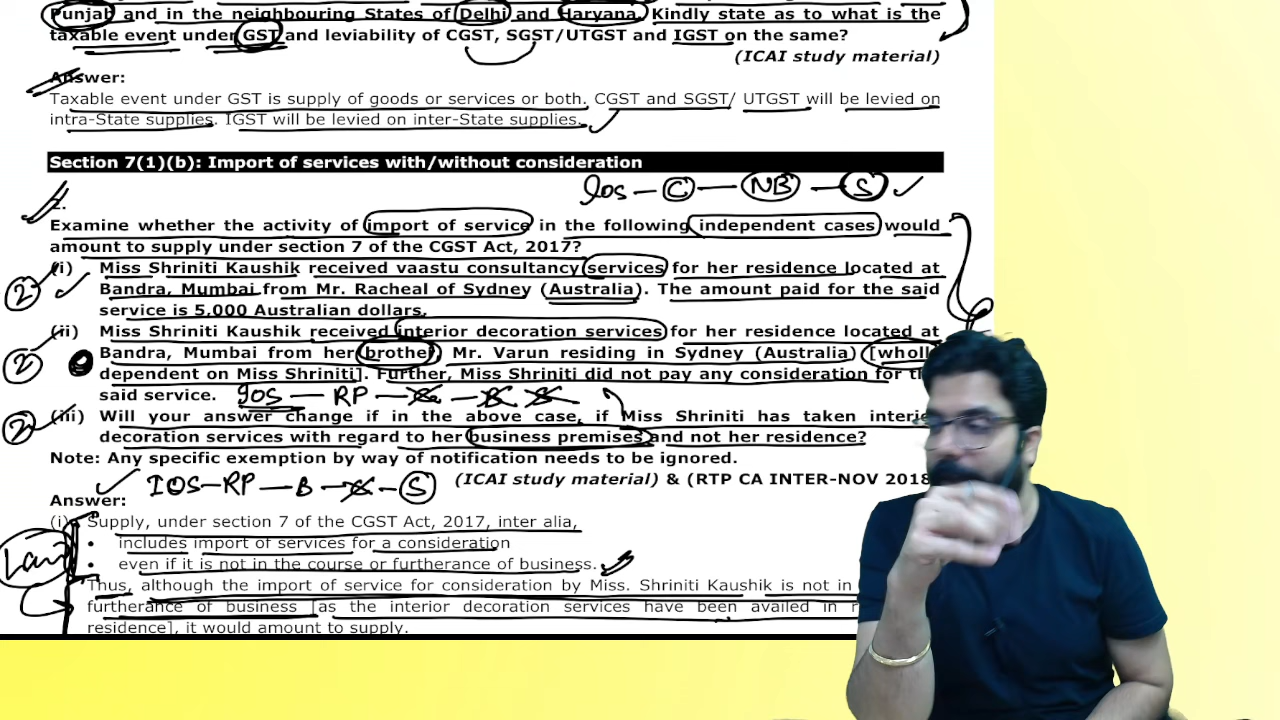 Punjab and in the neighbouring States of Delhi and Haryana. Kindly state as to what is the
taxable event under GST and leviability of CGST, SGST/UTGST and IGST on the same?
(ICAI study material)
Answer:
Taxable event under GST is supply of goods or services or both. CGST and SGST/ UTGST will be levied on
intra-State supplies. IGST will be levied on inter-State supplies.
Section 7(1)(b): Import of services with/without consideration
Ios – C – NB – S
Examine whether the activity of import of service in the following independent cases would
amount to supply under section 7 of the CGST Act, 2017?
2 (i) Miss Shriniti Kaushik received vaastu consultancy services for her residence located at
Bandra, Mumbai from Mr. Racheal of Sydney (Australia). The amount paid for the said
service is 5,000 Australian dollars.
(ii) Miss Shriniti Kaushik received interior decoration services for her residence located at
2 Bandra, Mumbai from her brother, Mr. Varun residing in Sydney (Australia) [wholl
dependent on Miss Shriniti]. Further, Miss Shriniti did not pay any consideration for
said service. IOS – RP
2 (iii) Will your answer change if in the above case, if Miss Shriniti has taken interi
decoration services with regard to her business premises and not her residence?
Note: Any specific exemption by way of notification needs to be ignored.
(ICAI study material) & (RTP CA INTER-NOV 2018
IOS – RP – B – – S
Answer:
(i) Supply, under section 7 of the CGST Act, 2017, inter alia,
• includes import of services for a consideration
Law • even if it is not in the course or furtherance of business.
Thus, although the import of service for consideration by Miss. Shriniti Kaushik is not in
furtherance of business [as the interior decoration services have been availed in
residence], it would amount to supply.